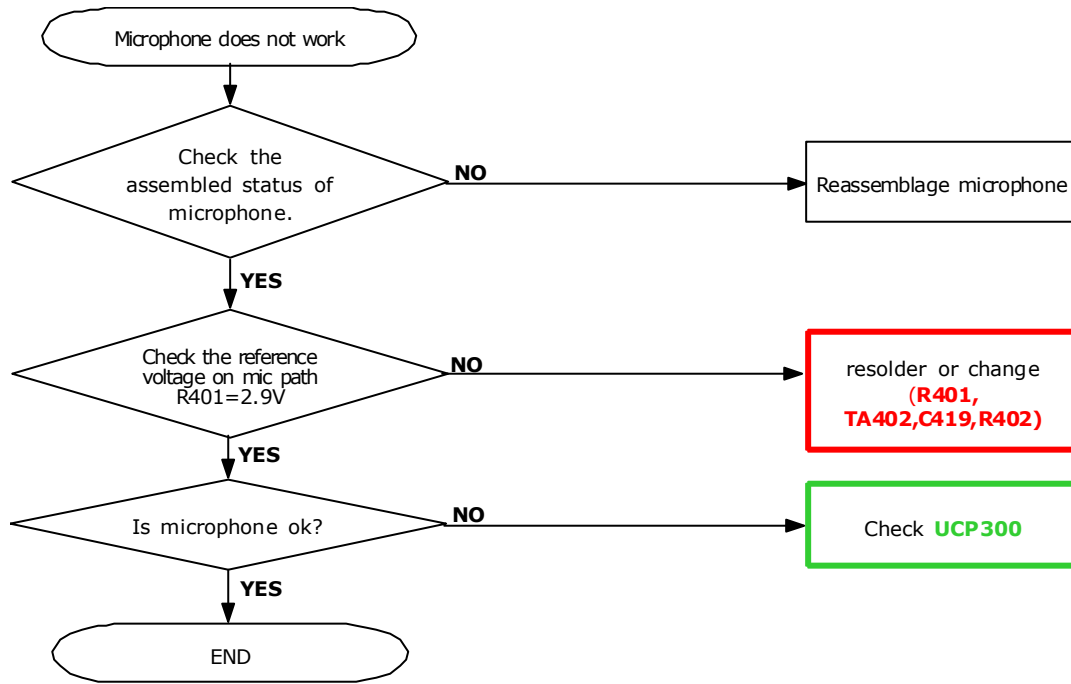 Microphone does not work
Check the
assembled status of
microphone.
NO
Reassemblage microphone
YES
Check the reference
voltage on mic path
R401=2.9V
NO
resolder or change
(R401,
TA402,C419,R402)
YES
Is microphone ok?
NO
Check UCP300
YES
END